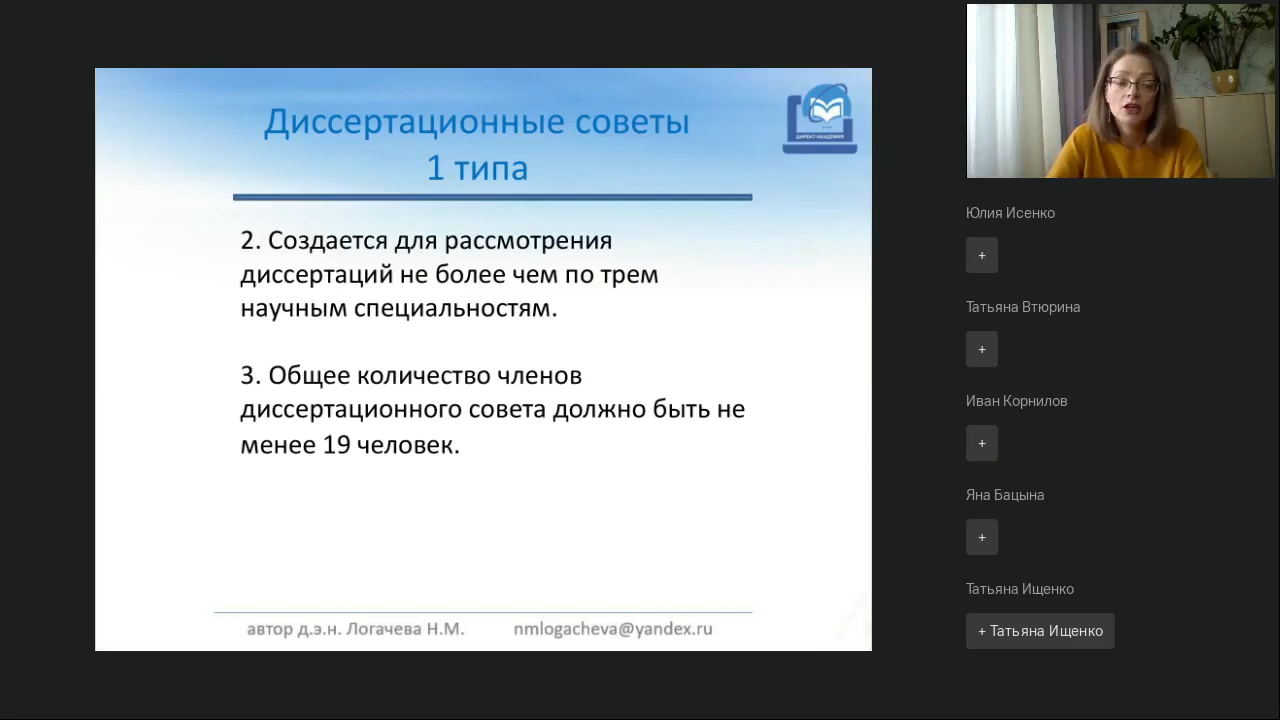 Диссертационные советы
1 типа
ДИРЕКТ-АКАДЕМИЯ
2. Создается для рассмотрения
диссертаций не более чем по трем
научным специальностям.
3. Общее количество членов
диссертационного совета должно быть не
менее 19 человек.
автор д.э.н. Логачева Н.М. nmlogacheva@yandex.ru
Юлия Исенко
+
Татьяна Втюрина
+
Иван Корнилов
+
Яна Бацына
+
Татьяна Ищенко
+ Татьяна Ищенко